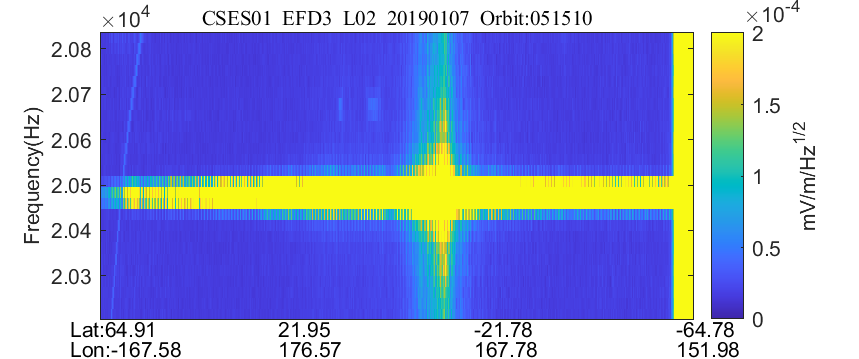 CSES01 EFD3 L02 20190107 Orbit:051510
×10⁴
×10⁻⁴
2.08
2.07
2.06
2.05
2.04
2.03
Frequency(Hz)
2
1.5
1
0.5
0
mV/m/Hz^1/2
Lat:64.91 21.95 -21.78 -64.78
Lon:-167.58 176.57 167.78 151.98